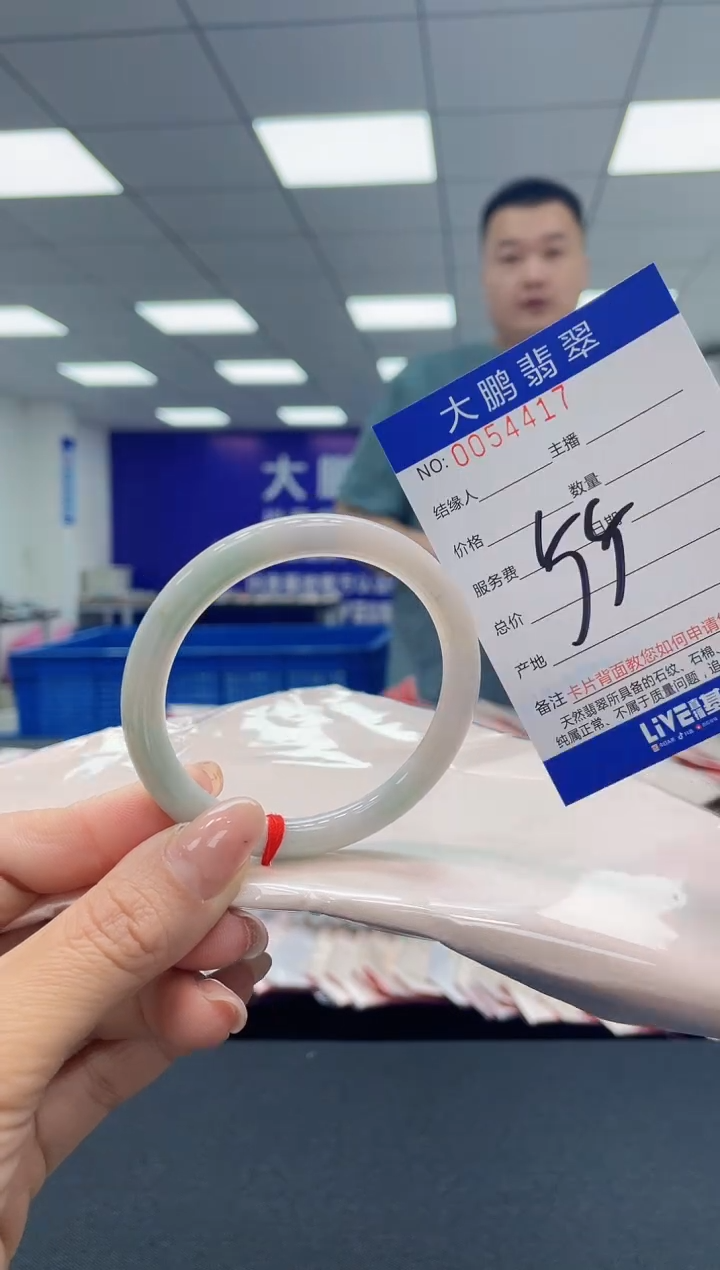 大鹏翡翠
NO: 0054417
结缘人 主播
价格 数量
服务费 日期
总价
产地
备注 卡片背面教您如何申请
天然翡翠所具备的石纹、石棉、
纯属正常、不属于质量问题，追
LiVE
大